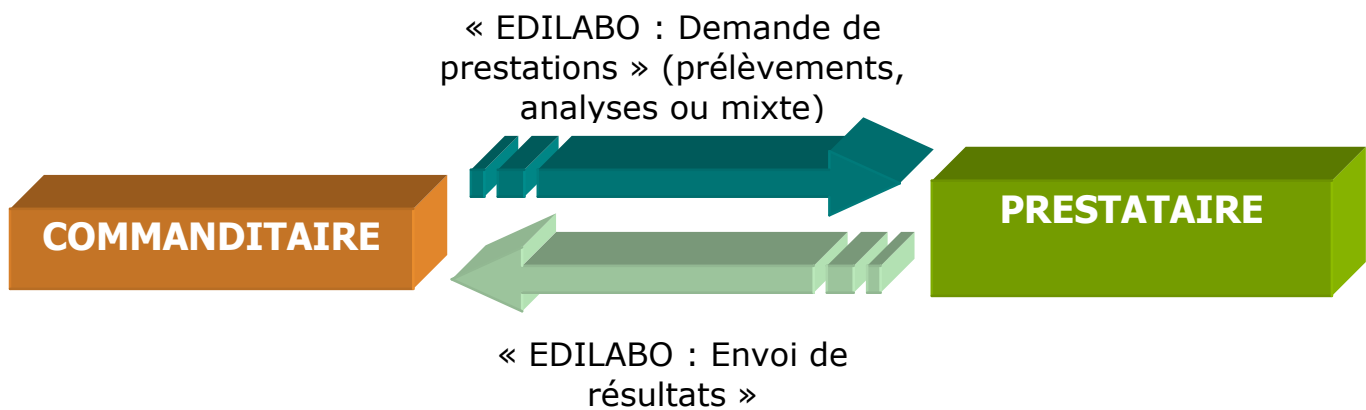 « EDILABO : Demande de
prestations » (prélèvements,
analyses ou mixte)
COMMANDITAIRE
PRESTATAIRE
« EDILABO : Envoi de
résultats »